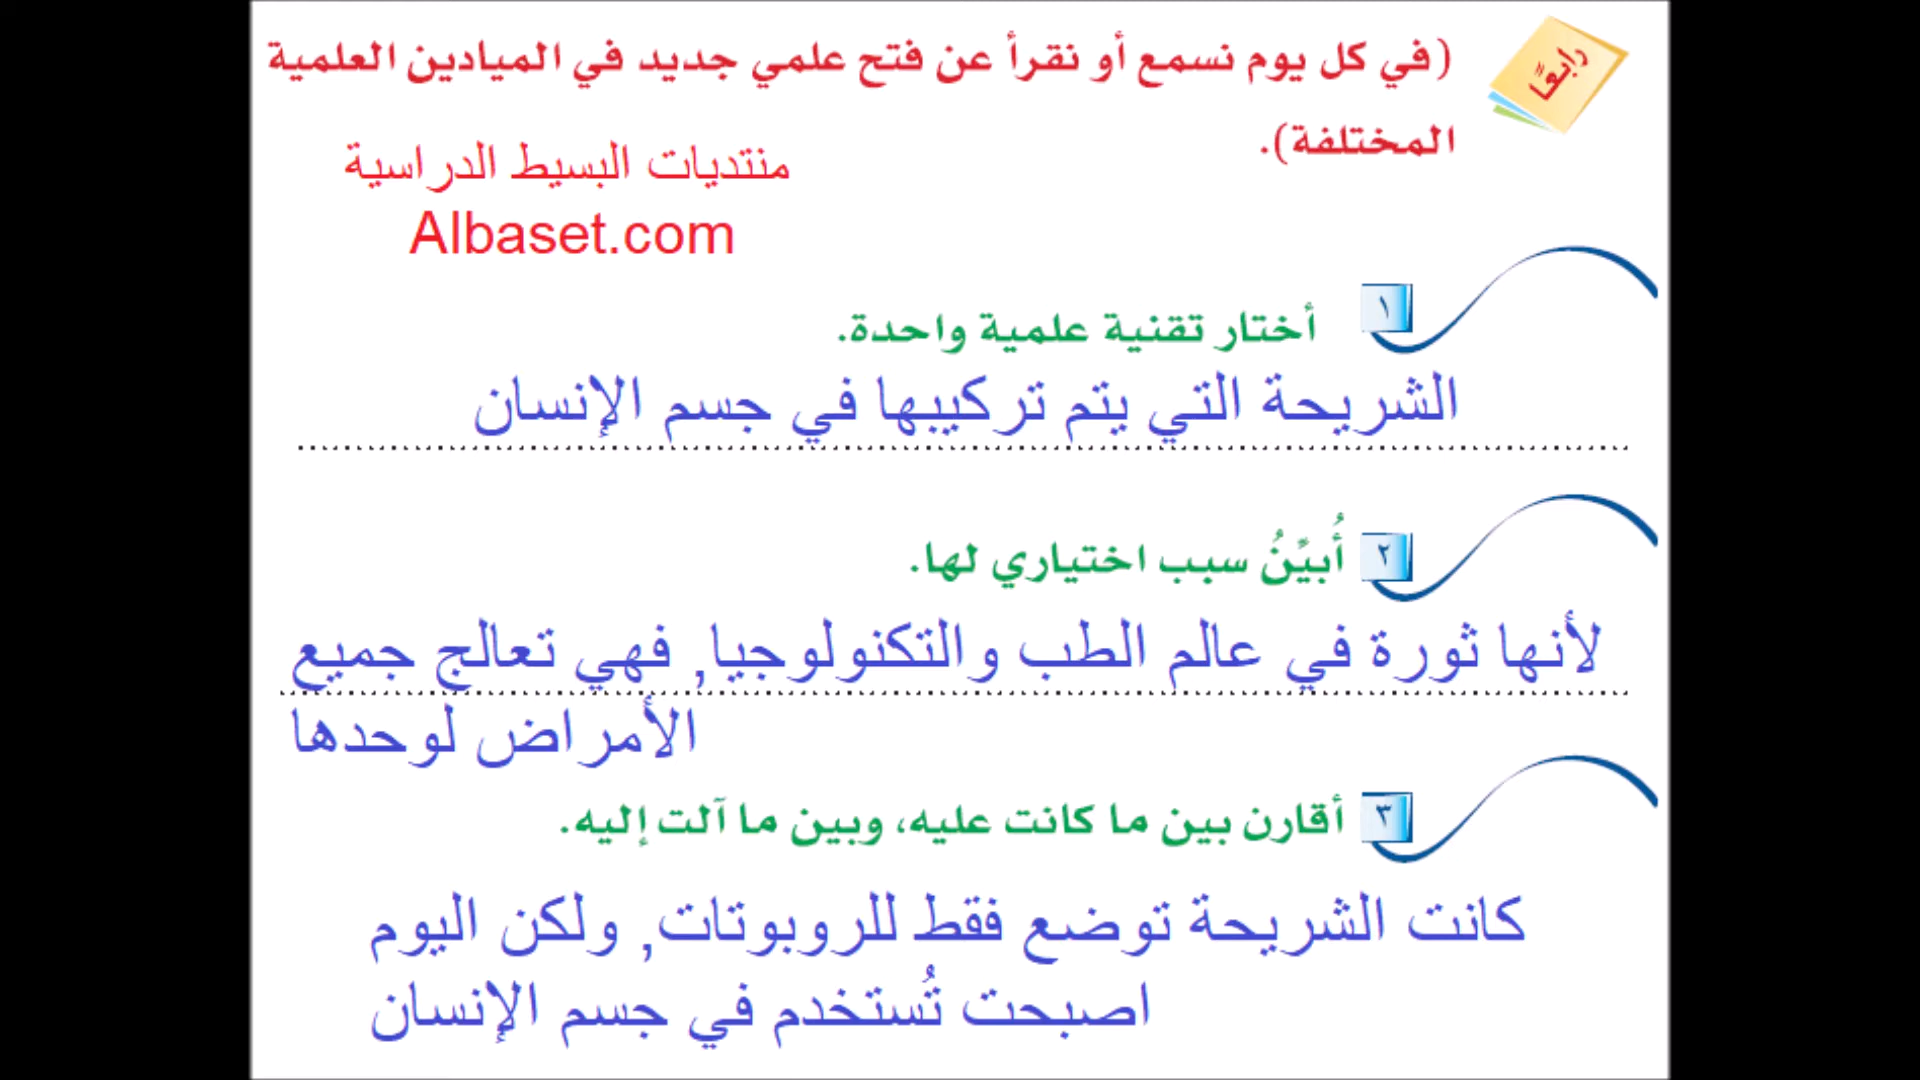 رابعًا
(في كل يوم نسمع أو نقرأ عن فتح علمي جديد في الميادين العلمية
المختلفة).
منتديات البسيط الدراسية
Albaset.com
١ أختار تقنية علمية واحدة.
الشريحة التي يتم تركيبها في جسم الإنسان
٢ أُبيِّنُ سبب اختياري لها.
لأنها ثورة في عالم الطب والتكنولوجيا, فهي تعالج جميع
الأمراض لوحدها
٣ أقارن بين ما كانت عليه، وبين ما آلت إليه.
كانت الشريحة توضع فقط للروبوتات, ولكن اليوم
اصبحت تُستخدم في جسم الإنسان